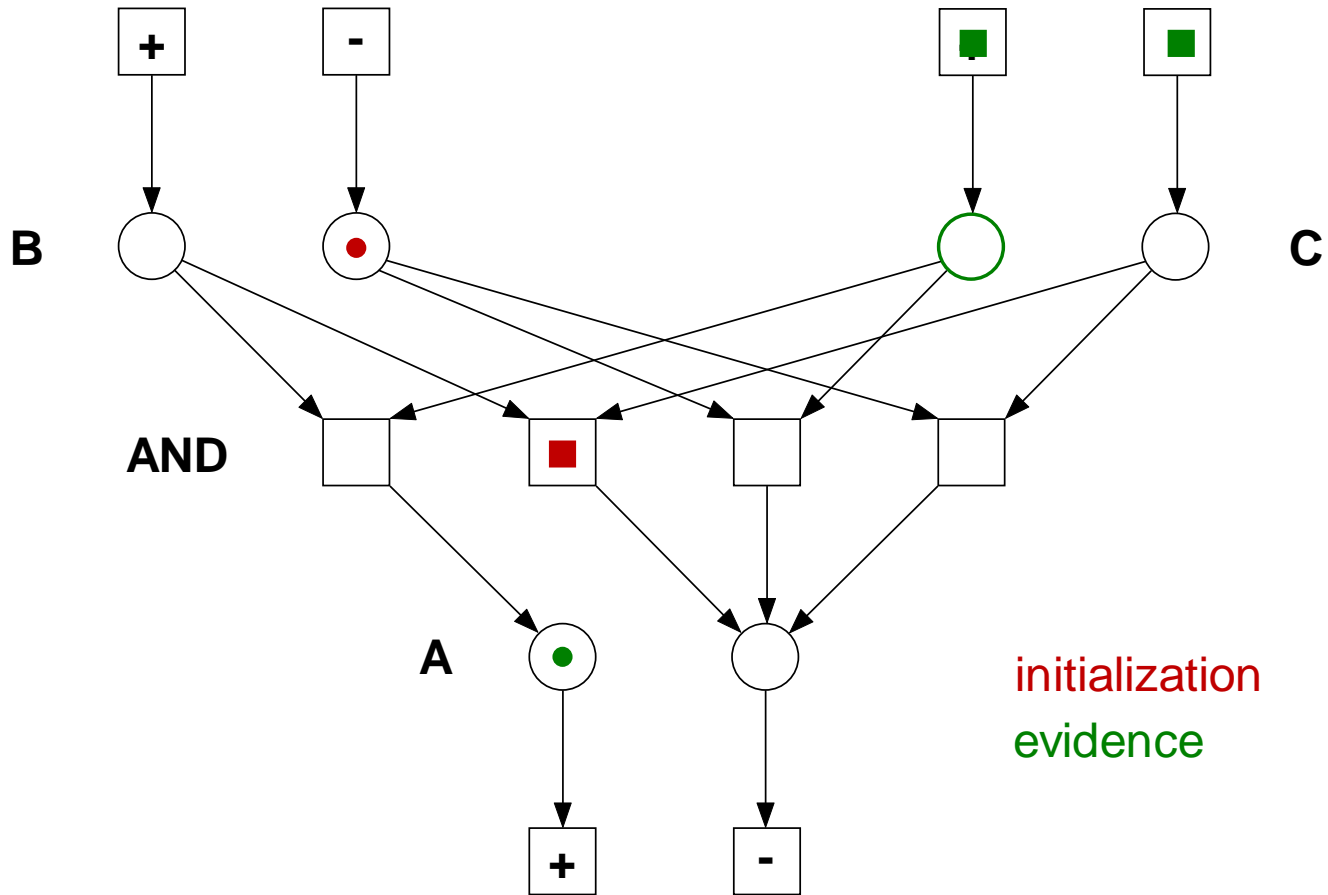 + -
B C
AND
A
initialization
evidence
+ -